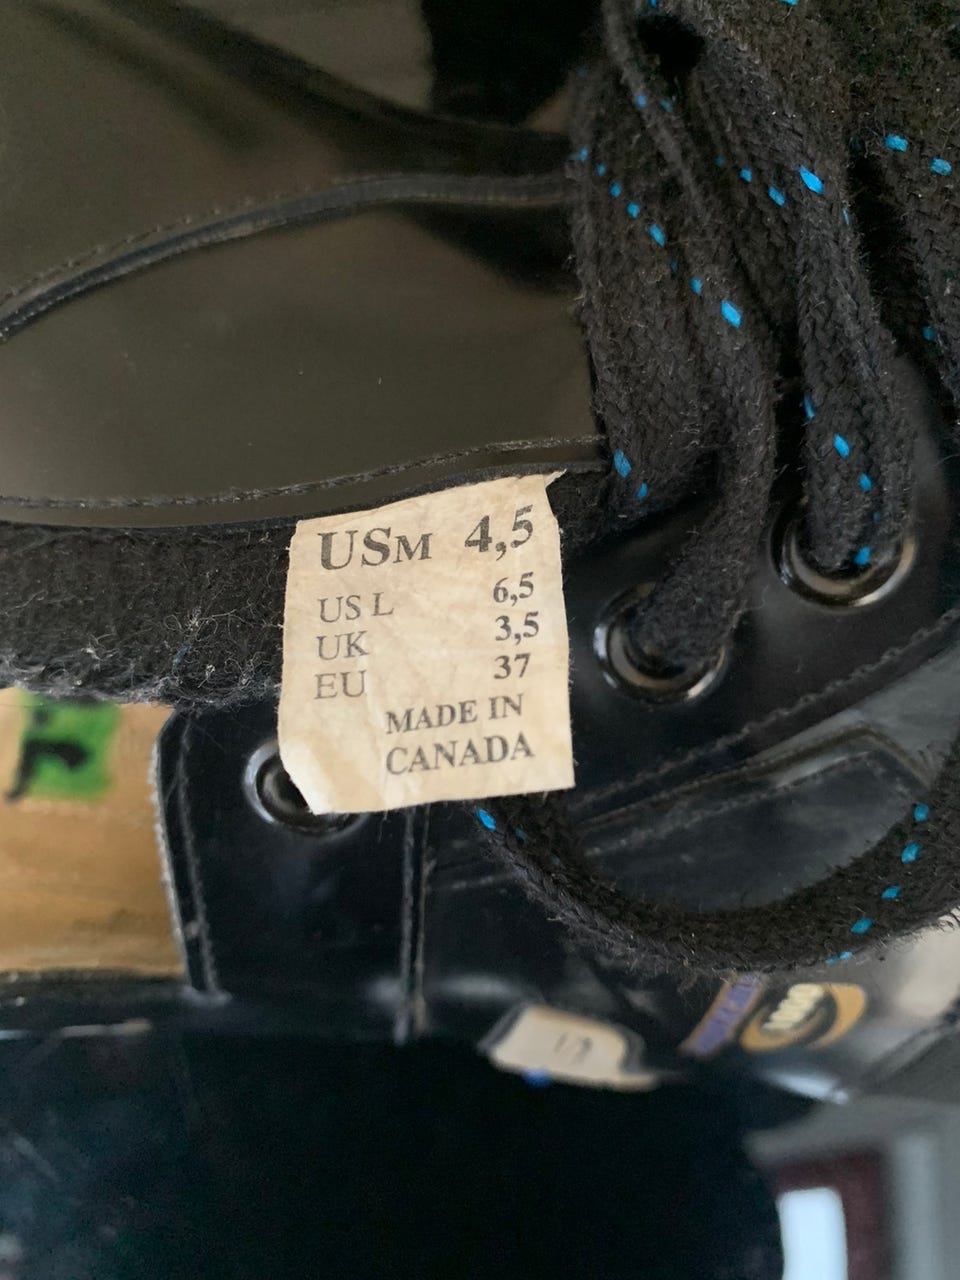 USM 4,5
US L 6,5
UK 3,5
EU 37
MADE IN
CANADA